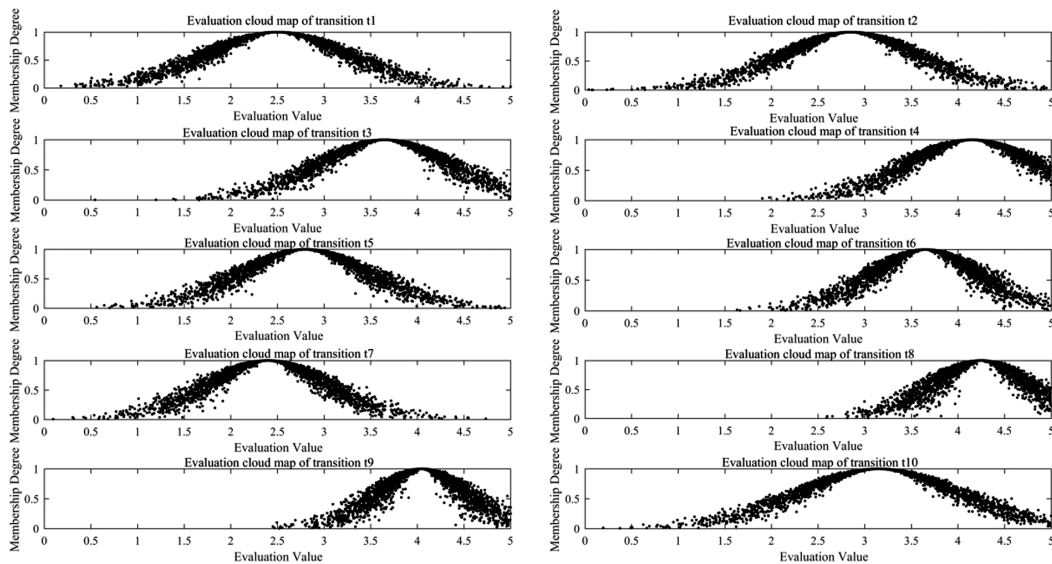 Evaluation cloud map of transition t1
Membership Degree
1
0.5
0
0 0.5 1 1.5 2 2.5 3 3.5 4 4.5 5
Evaluation Value
Evaluation cloud map of transition t2
Membership Degree
1
0.5
0
0 0.5 1 1.5 2 2.5 3 3.5 4 4.5 5
Evaluation Value
Evaluation cloud map of transition t3
Membership Degree
1
0.5
0
0 0.5 1 1.5 2 2.5 3 3.5 4 4.5 5
Evaluation Value
Evaluation cloud map of transition t4
Membership Degree
1
0.5
0
0 0.5 1 1.5 2 2.5 3 3.5 4 4.5 5
Evaluation Value
Evaluation cloud map of transition t5
Membership Degree
1
0.5
0
0 0.5 1 1.5 2 2.5 3 3.5 4 4.5 5
Evaluation Value
Evaluation cloud map of transition t6
Membership Degree
1
0.5
0
0 0.5 1 1.5 2 2.5 3 3.5 4 4.5 5
Evaluation Value
Evaluation cloud map of transition t7
Membership Degree
1
0.5
0
0 0.5 1 1.5 2 2.5 3 3.5 4 4.5 5
Evaluation Value
Evaluation cloud map of transition t8
Membership Degree
1
0.5
0
0 0.5 1 1.5 2 2.5 3 3.5 4 4.5 5
Evaluation Value
Evaluation cloud map of transition t9
Membership Degree
1
0.5
0
0 0.5 1 1.5 2 2.5 3 3.5 4 4.5 5
Evaluation Value
Evaluation cloud map of transition t10
Membership Degree
1
0.5
0
0 0.5 1 1.5 2 2.5 3 3.5 4 4.5 5
Evaluation Value